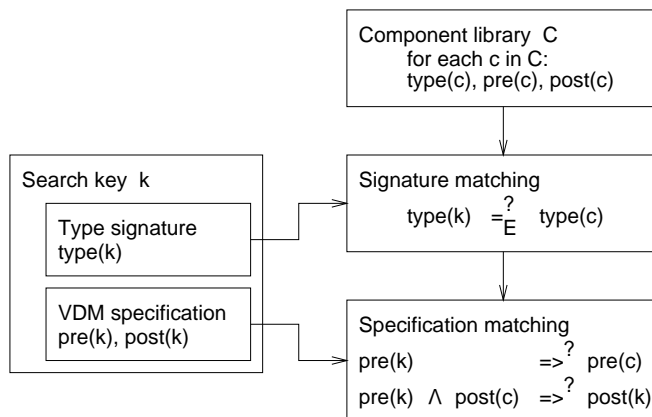 Component library C
for each c in C:
type(c), pre(c), post(c)
Search key k
Type signature
type(k)
VDM specification
pre(k), post(k)
Signature matching
type(k) =?E type(c)
Specification matching
pre(k) =>? pre(c)
pre(k) Λ post(c) =>? post(k)